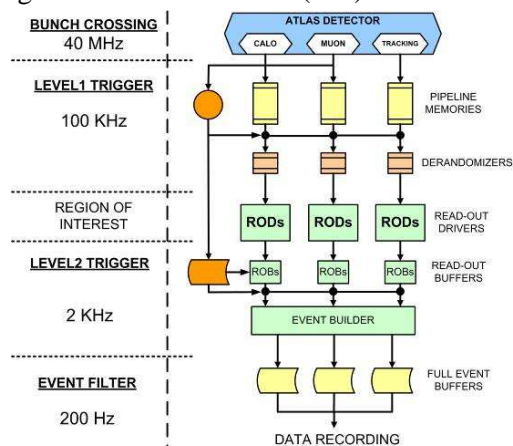 BUNCH CROSSING
40 MHz
ATLAS DETECTOR
CALO
MUON
TRACKING
LEVEL1 TRIGGER
100 KHz
PIPELINE
MEMORIES
DERANDOMIZERS
REGION OF
INTEREST
RODs
RODs
RODs
READ-OUT
DRIVERS
LEVEL2 TRIGGER
2 KHz
ROBs
ROBs
ROBs
READ-OUT
BUFFERS
EVENT BUILDER
EVENT FILTER
200 Hz
FULL EVENT
BUFFERS
DATA RECORDING